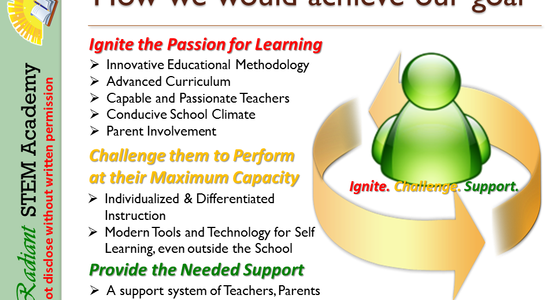 How we would achieve our goal
Ignite the Passion for Learning
➢ Innovative Educational Methodology
➢ Advanced Curriculum
➢ Capable and Passionate Teachers
➢ Conducive School Climate
➢ Parent Involvement
Challenge them to Perform
at their Maximum Capacity
➢ Individualized & Differentiated
Instruction
➢ Modern Tools and Technology for Self
Learning, even outside the School
Provide the Needed Support
➢ A support system of Teachers, Parents
Ignite. Challenge. Support.
Radiant STEM Academy
not disclose without written permission